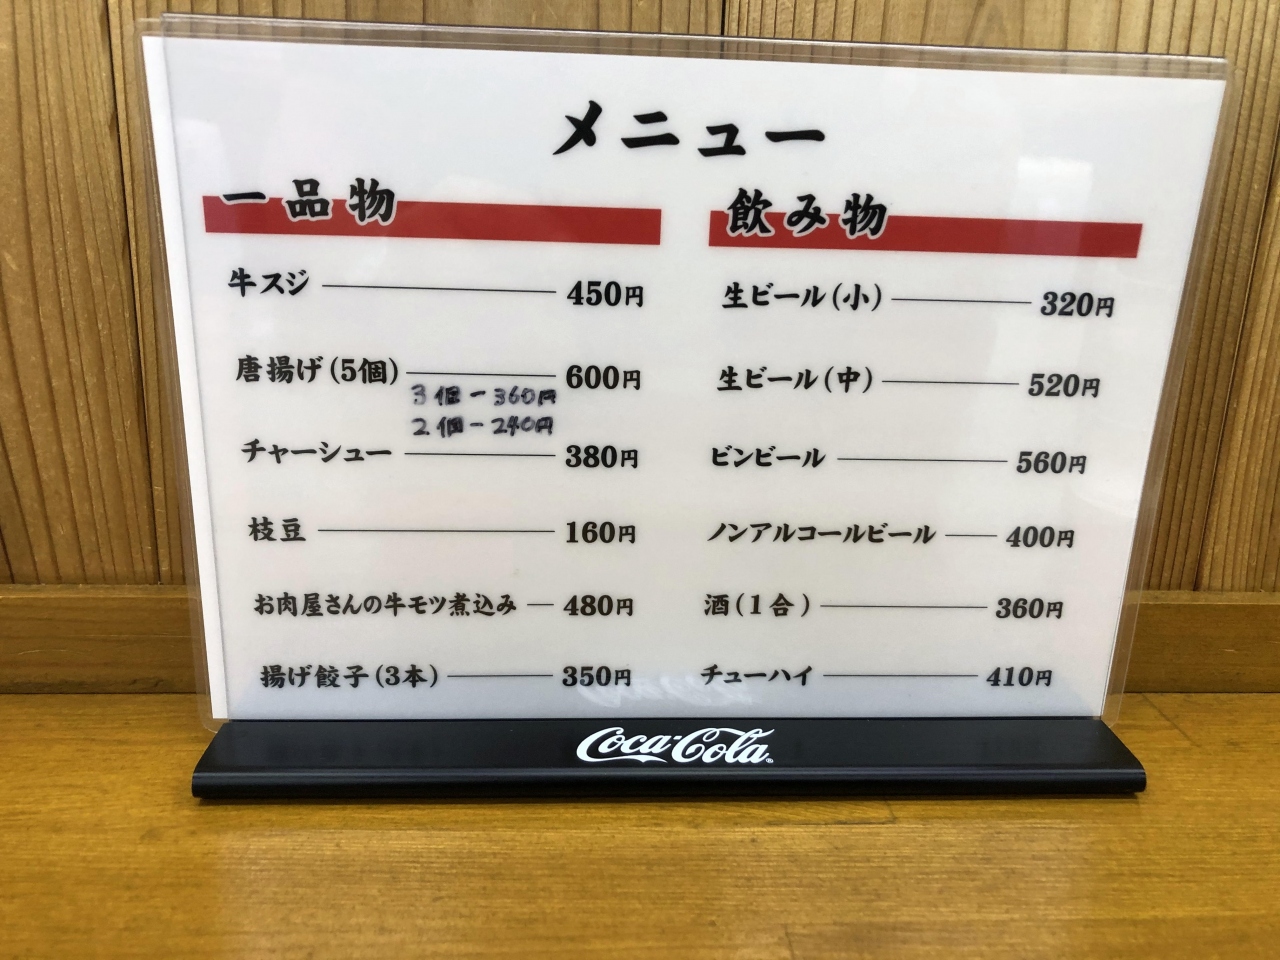 メニュー
一品物
牛スジ 450円
唐揚げ(5個) 600円
3個-360円
2個-240円
チャーシュー 380円
枝豆 160円
お肉屋さんの牛モツ煮込み 480円
揚げ餃子(3本) 350円
飲み物
生ビール(小) 320円
生ビール(中) 520円
ビンビール 560円
ノンアルコールビール 400円
酒(1合) 360円
チューハイ 410円
Coca-Cola®